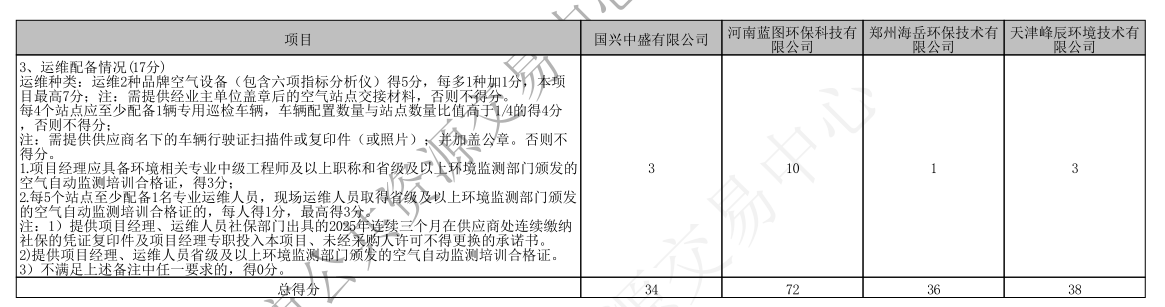 项目
国兴中盛有限公司
河南蓝图环保科技有
限公司
郑州海岳环保技术有
限公司
天津峰辰环境技术有
限公司
3、运维配备情况(17分)
运维种类：运维2种品牌空气设备（包含六项指标分析仪）得5分，每多1种加1分，本项
目最高7分；注：需提供经业主单位盖章后的空气站点交接材料，否则不得分。
每4个站点应至少配备1辆专用巡检车辆，车辆配置数量与站点数量比值高于1/4的得4分
，否则不得分；
注：需提供供应商名下的车辆行驶证扫描件或复印件（或照片）；并加盖公章。否则不
得分。
1.项目经理应具备环境相关专业中级工程师及以上职称和省级及以上环境监测部门颁发的
空气自动监测培训合格证，得3分；
2.每5个站点至少配备1名专业运维人员，现场运维人员取得省级及以上环境监测部门颁发
的空气自动监测培训合格证的，每人得1分，最高得3分。
注：1）提供项目经理、运维人员社保部门出具的2025年连续三个月在供应商处连续缴纳
社保的凭证复印件及项目经理专职投入本项目、未经采购人许可不得更换的承诺书。
2)提供项目经理、运维人员省级及以上环境监测部门颁发的空气自动监测培训合格证。
3）不满足上述备注中任一要求的，得0分。
3
10
1
3
总得分
34
72
36
38